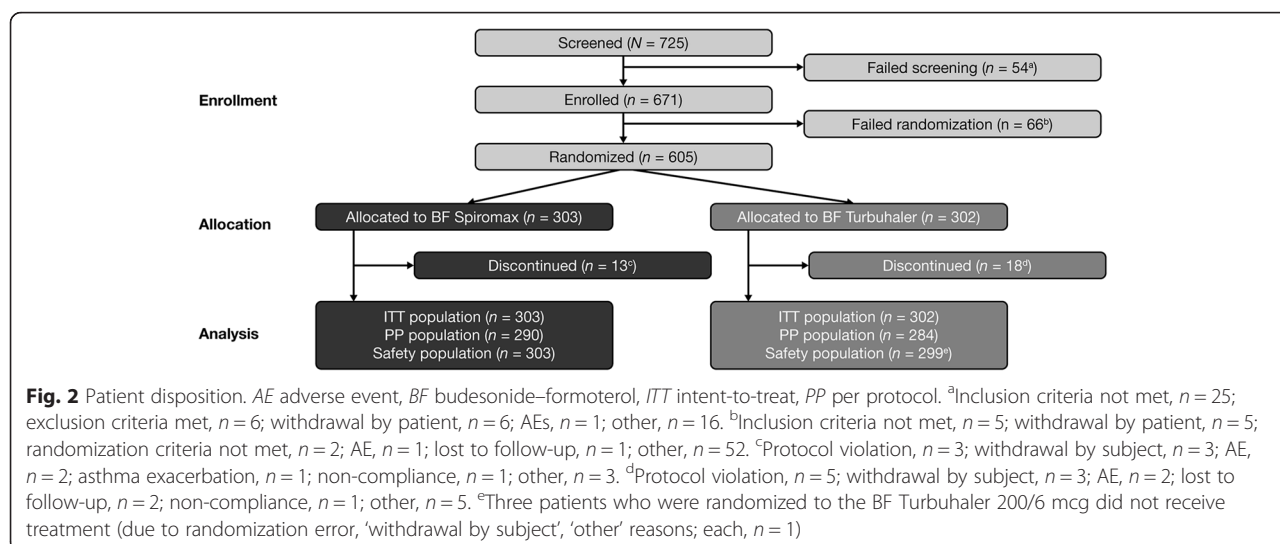 Screened (N = 725)
Failed screening (n = 54ᵃ)
Enrollment
Enrolled (n = 671)
Failed randomization (n = 66ᵇ)
Randomized (n = 605)
Allocation
Allocated to BF Spiromax (n = 303)
Allocated to BF Turbuhaler (n = 302)
Discontinued (n = 13ᶜ)
Discontinued (n = 18ᵈ)
Analysis
ITT population (n = 303)
PP population (n = 290)
Safety population (n = 303)
ITT population (n = 302)
PP population (n = 284)
Safety population (n = 299ᵉ)
Fig. 2 Patient disposition. AE adverse event, BF budesonide–formoterol, ITT intent-to-treat, PP per protocol. ᵃInclusion criteria not met, n = 25;
exclusion criteria met, n = 6; withdrawal by patient, n = 6; AEs, n = 1; other, n = 16. ᵇInclusion criteria not met, n = 5; withdrawal by patient, n = 5;
randomization criteria not met, n = 2; AE, n = 1; lost to follow-up, n = 1; other, n = 52. ᶜProtocol violation, n = 3; withdrawal by subject, n = 3; AE,
n = 2; asthma exacerbation, n = 1; non-compliance, n = 1; other, n = 3. ᵈProtocol violation, n = 5; withdrawal by subject, n = 3; AE, n = 2; lost to
follow-up, n = 2; non-compliance, n = 1; other, n = 5. ᵉThree patients who were randomized to the BF Turbuhaler 200/6 mcg did not receive
treatment (due to randomization error, ‘withdrawal by subject’, ‘other’ reasons; each, n = 1)